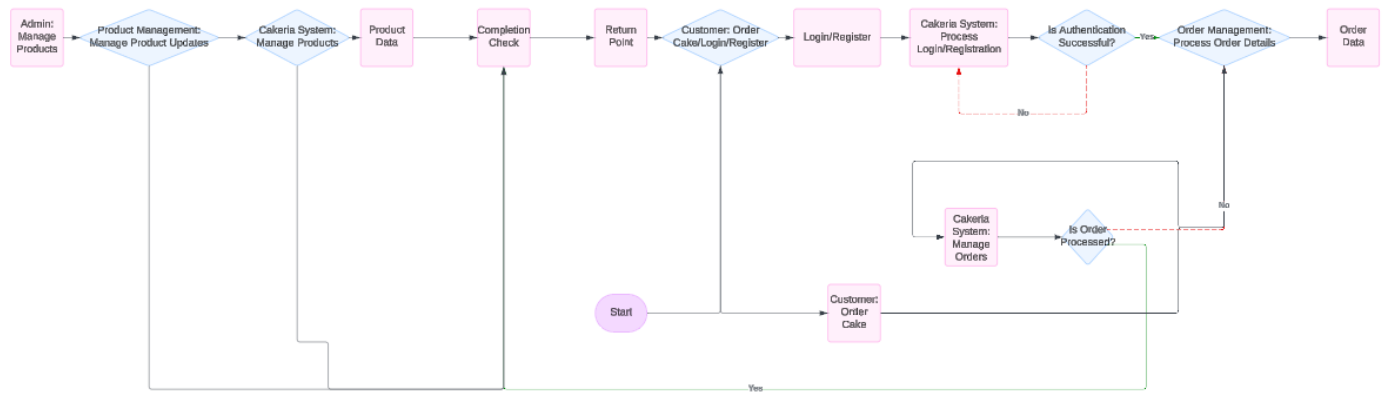 Admin:
Manage
Products
Product Management:
Manage Product Updates
Cakeria System:
Manage Products
Product
Data
Completion
Check
Return
Point
Customer: Order
Cake/Login/Register
Login/Register
Cakeria System:
Process
Login/Registration
Is Authentication
Successful?
Yes
Order Management:
Process Order Details
Order
Data
No
No
Cakeria
System:
Manage
Orders
Is Order
Processed?
Start
Customer:
Order
Cake
Yes